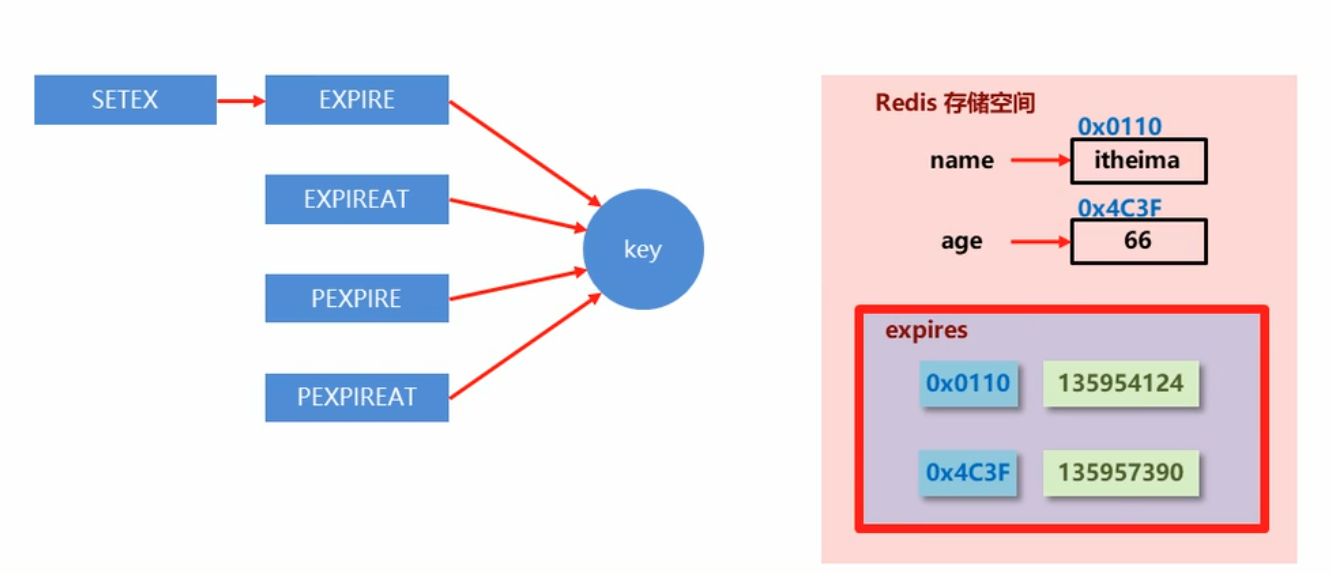 SETEX
EXPIRE
EXPIREAT
PEXPIRE
PEXPIREAT
key
Redis 存储空间
0x0110
name
itheima
0x4C3F
age
66
expires
0x0110
135954124
0x4C3F
135957390